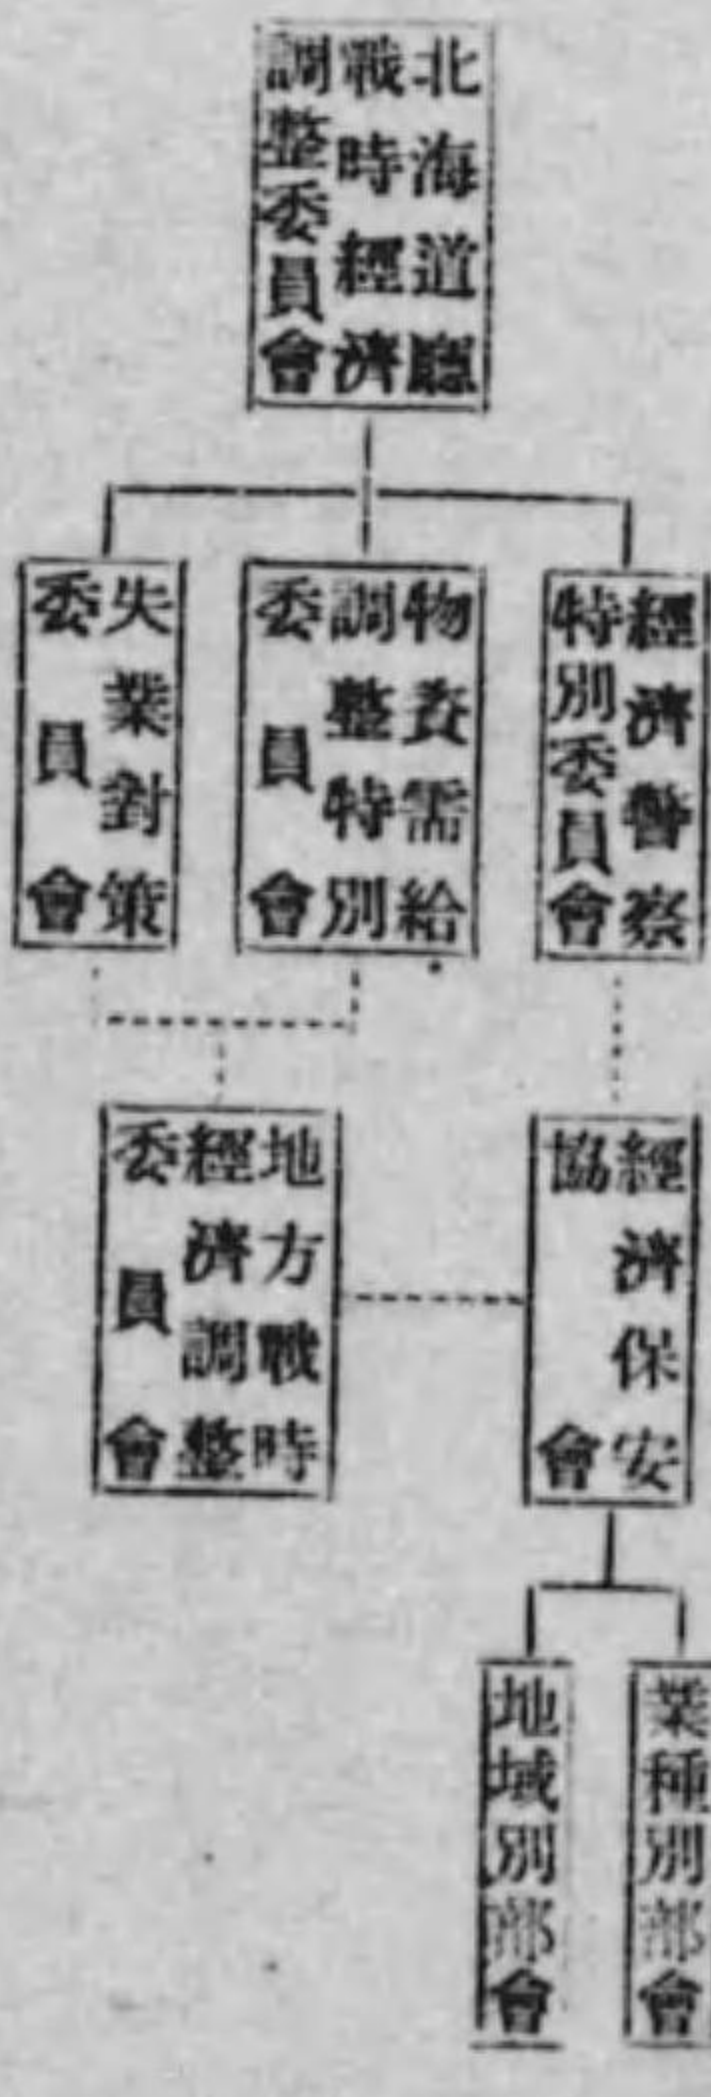 北海道廳
戰時經濟
調整委員會
經濟警察
特別委員會
物資需給
調整特別
委員會
失業對策
委員會
經濟保安
協會
地方戰時
經濟調整
委員會
業種別部會
地域別部會